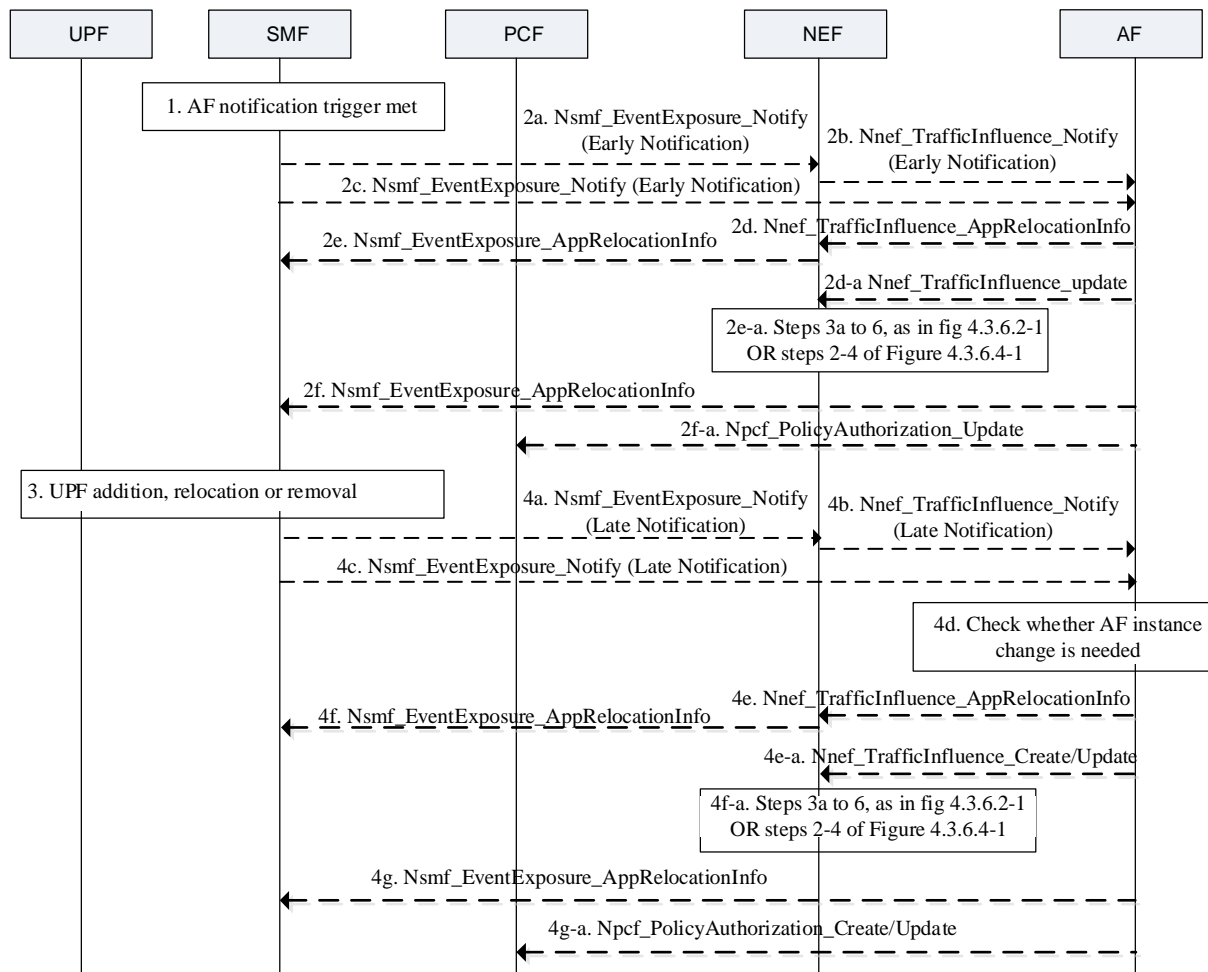 UPF
SMF
PCF
NEF
AF
1. AF notification trigger met
2a. Nsmf_EventExposure_Notify
(Early Notification)
2b. Nnef_TrafficInfluence_Notify
(Early Notification)
2c. Nsmf_EventExposure_Notify (Early Notification)
2d. Nnef_TrafficInfluence_AppRelocationInfo
2e. Nsmf_EventExposure_AppRelocationInfo
2d-a Nnef_TrafficInfluence_update
2e-a. Steps 3a to 6, as in fig 4.3.6.2-1
OR steps 2-4 of Figure 4.3.6.4-1
2f. Nsmf_EventExposure_AppRelocationInfo
2f-a. Npcf_PolicyAuthorization_Update
3. UPF addition, relocation or removal
4a. Nsmf_EventExposure_Notify
(Late Notification)
4b. Nnef_TrafficInfluence_Notify
(Late Notification)
4c. Nsmf_EventExposure_Notify (Late Notification)
4d. Check whether AF instance
change is needed
4e. Nnef_TrafficInfluence_AppRelocationInfo
4f. Nsmf_EventExposure_AppRelocationInfo
4e-a. Nnef_TrafficInfluence_Create/Update
4f-a. Steps 3a to 6, as in fig 4.3.6.2-1
OR steps 2-4 of Figure 4.3.6.4-1
4g. Nsmf_EventExposure_AppRelocationInfo
4g-a. Npcf_PolicyAuthorization_Create/Update